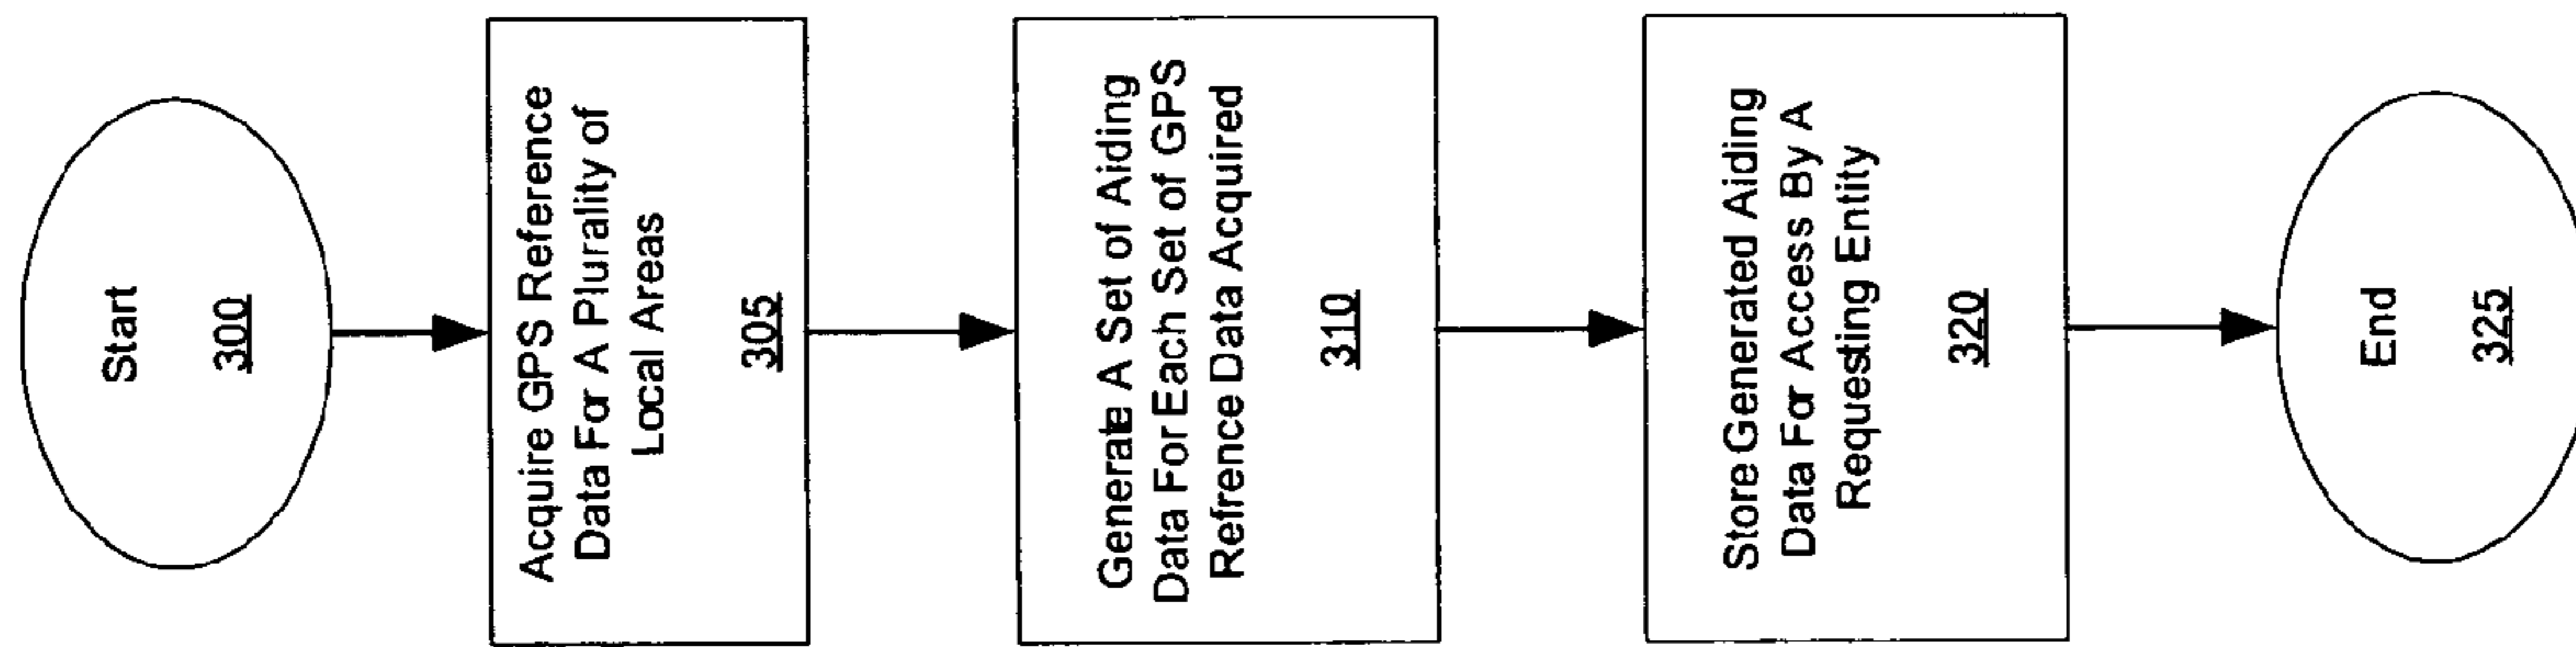 Start
300
Acquire GPS Reference
Data For A Plurality of
Local Areas
305
Generate A Set of Aiding
Data For Each Set of GPS
Refrence Data Acquired
310
Store Generated Aiding
Data For Access By A
Requesting Entity
320
End
325